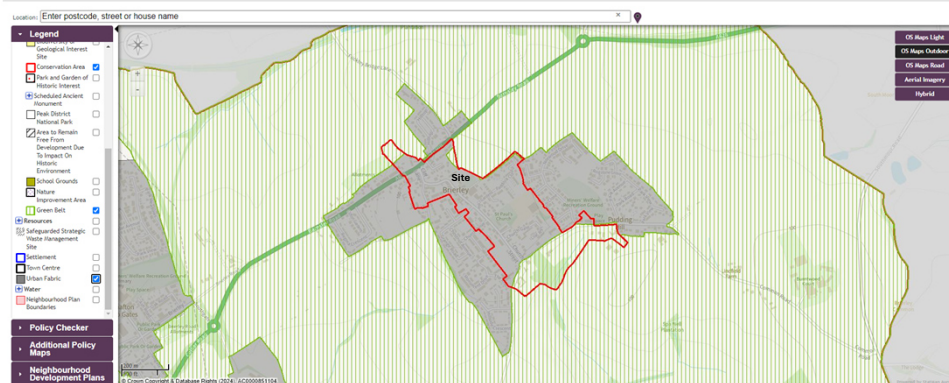 Location: Enter postcode, street or house name ×
Legend
Geological Interest
Site
Conservation Area
Park and Garden of
Historic Interest
Scheduled Ancient
Monument
Peak District
National Park
Area to Remain
Free From
Development Due
To Impact On
Historic
Environment
School Grounds
Nature
Improvement Area
Green Belt
Resources
Safeguarded Strategic
Waste Management
Site
Settlement
Town Centre
Urban Fabric
Water
Neighbourhood Plan
Boundaries
Policy Checker
Additional Policy
Maps
Neighbourhood
Development Plans
OS Maps Light
OS Maps Outdoor
OS Maps Road
Aerial Imagery
Hybrid
Site
Brierley
Pudding
200 m
© Crown Copyright & Database Rights (2024). AC0000851104